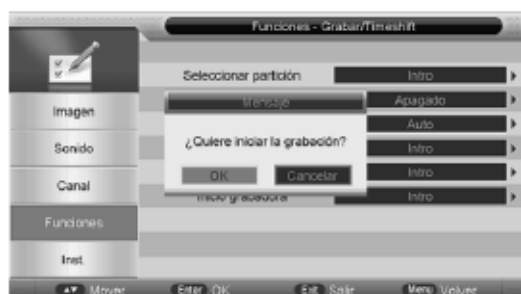 Funciones - Grabar/Timeshift
Seleccionar partición Intro
Mensaje Apagado
Imagen
Auto
¿Quiere iniciar la grabación?
Sonido
Intro
OK Cancelar Intro
Canal
Inicio grabadora Intro
Funciones
Inst.
Mover Enter OK Exit Salir Menu Volver